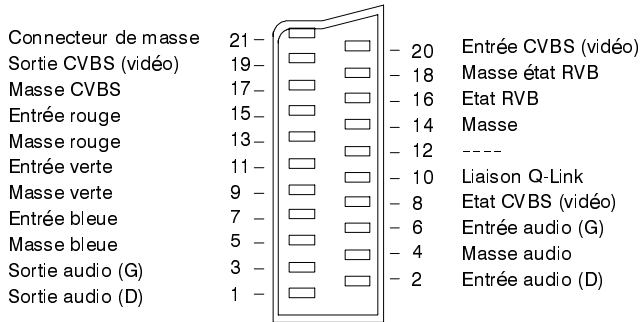 Connecteur de masse 21
Sortie CVBS (vidéo) 19
Masse CVBS 17
Entrée rouge 15
Masse rouge 13
Entrée verte 11
Masse verte 9
Entrée bleue 7
Masse bleue 5
Sortie audio (G) 3
Sortie audio (D) 1
20 Entrée CVBS (vidéo)
18 Masse état RVB
16 Etat RVB
14 Masse
12 ----
10 Liaison Q-Link
8 Etat CVBS (vidéo)
6 Entrée audio (G)
4 Masse audio
2 Entrée audio (D)